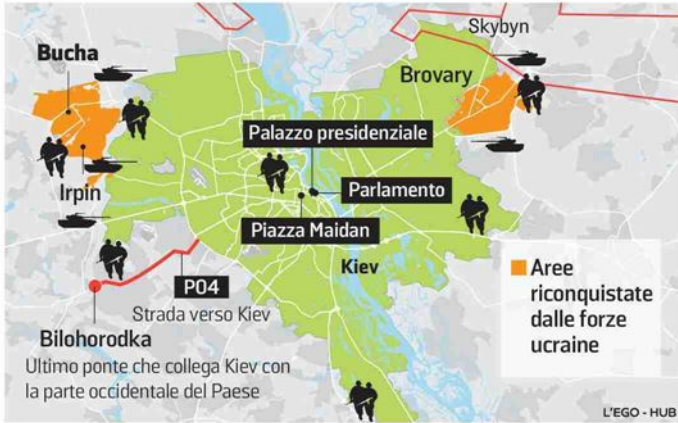 Skybyn
Bucha
Brovary
Palazzo presidenziale
Parlamento
Irpin
Piazza Maidan
Kiev
P04
Strada verso Kiev
Bilohorodka
Ultimo ponte che collega Kiev con
la parte occidentale del Paese
Aree
riconquistate
dalle forze
ucraine
L'EGO - HUB